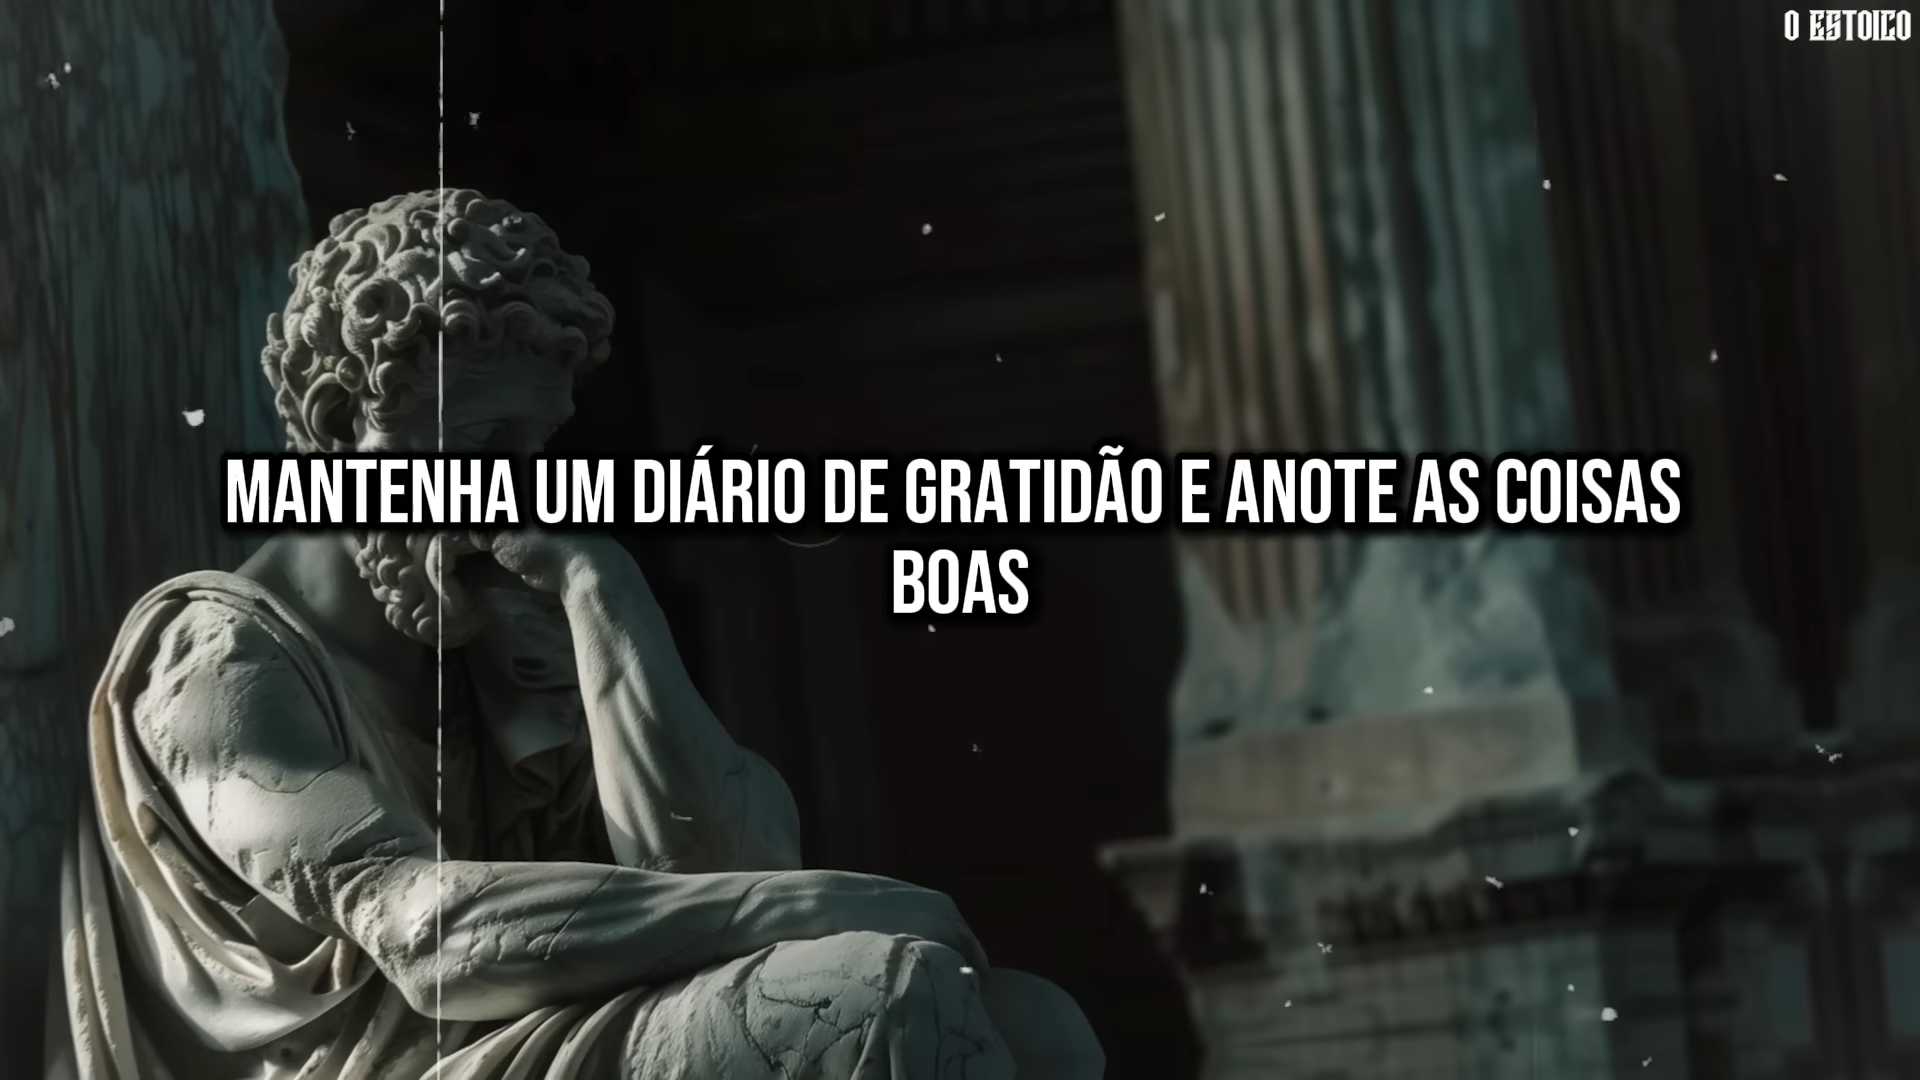 O ESTOICO
MANTENHA UM DIÁRIO DE GRATIDÃO E ANOTE AS COISAS
BOAS